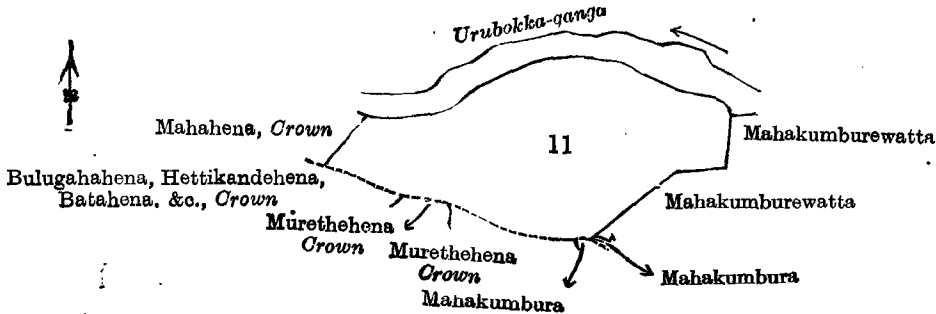 Urubokka-ganga
Mahahena, Crown
11
Mahakumburewatta
Bulugahahena, Hettikandehena,
Batahena, &c., Crown
Mahakumburewatta
Murethehena
Crown
Murethehena
Crown
Mahakumbura
Mahakumbura